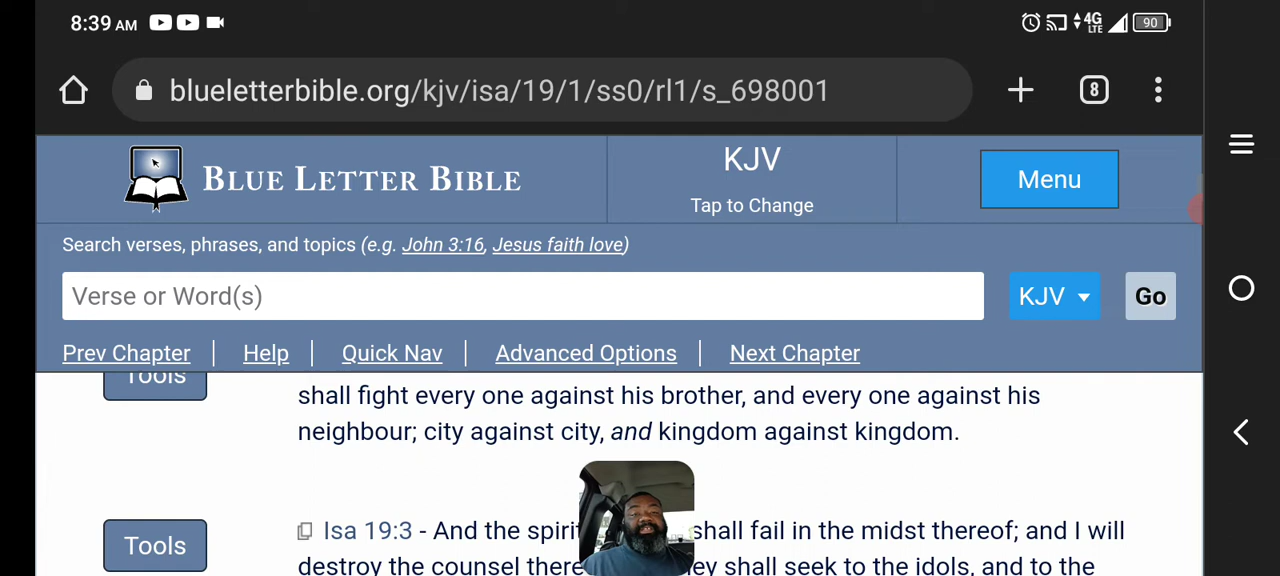 8:39 AM
4G
LTE
90
blueletterbible.org/kjv/isa/19/1/ss0/rl1/s_698001
8
BLUE LETTER BIBLE
KJV
Tap to Change
Menu
Search verses, phrases, and topics (e.g. John 3:16, Jesus faith love)
Verse or Word(s)
KJV
Go
Prev Chapter | Help | Quick Nav | Advanced Options | Next Chapter
Tools
shall fight every one against his brother, and every one against his
neighbour; city against city, and kingdom against kingdom.
Tools
Isa 19:3 - And the spirit shall fail in the midst thereof; and I will
destroy the counsel shall seek to the idols, and to the